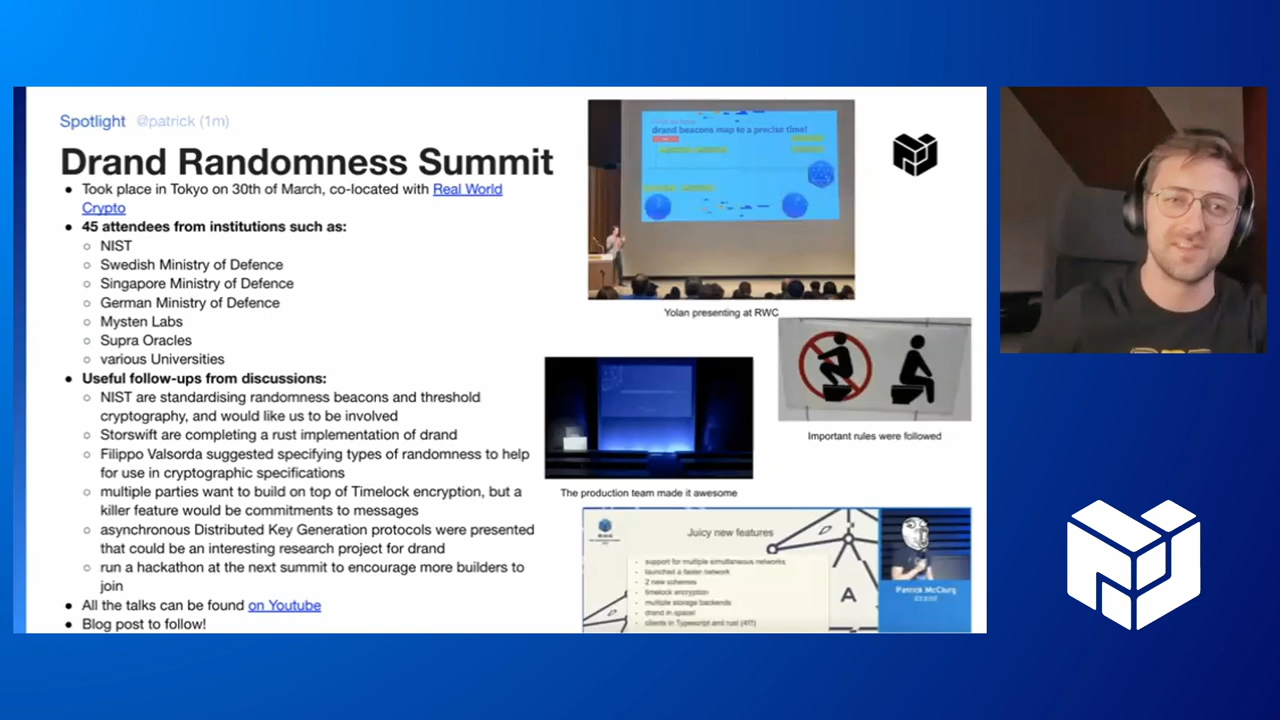 Spotlight @patrick (1m)
Drand Randomness Summit
● Took place in Tokyo on 30th of March, co-located with Real World
Crypto
● 45 attendees from institutions such as:
○ NIST
○ Swedish Ministry of Defence
○ Singapore Ministry of Defence
○ German Ministry of Defence
○ Mysten Labs
○ Supra Oracles
○ various Universities
● Useful follow-ups from discussions:
○ NIST are standardising randomness beacons and threshold
cryptography, and would like us to be involved
○ Storswift are completing a rust implementation of drand
○ Filippo Valsorda suggested specifying types of randomness to help
for use in cryptographic specifications
○ multiple parties want to build on top of Timelock encryption, but a
killer feature would be commitments to messages
○ asynchronous Distributed Key Generation protocols were presented
that could be an interesting research project for drand
○ run a hackathon at the next summit to encourage more builders to
join
● All the talks can be found on Youtube
● Blog post to follow!
drand beacons map to a precise time!
Yolan presenting at RWC
Important rules were followed
The production team made it awesome
Juicy new features
- support for multiple simultaneous networks
- launched a faster network
- 2 new schemes
- timelock encryption
- multiple storage backends
- drand in space!
- clients in Typescript and rust (417)
A
Patrick McClurg